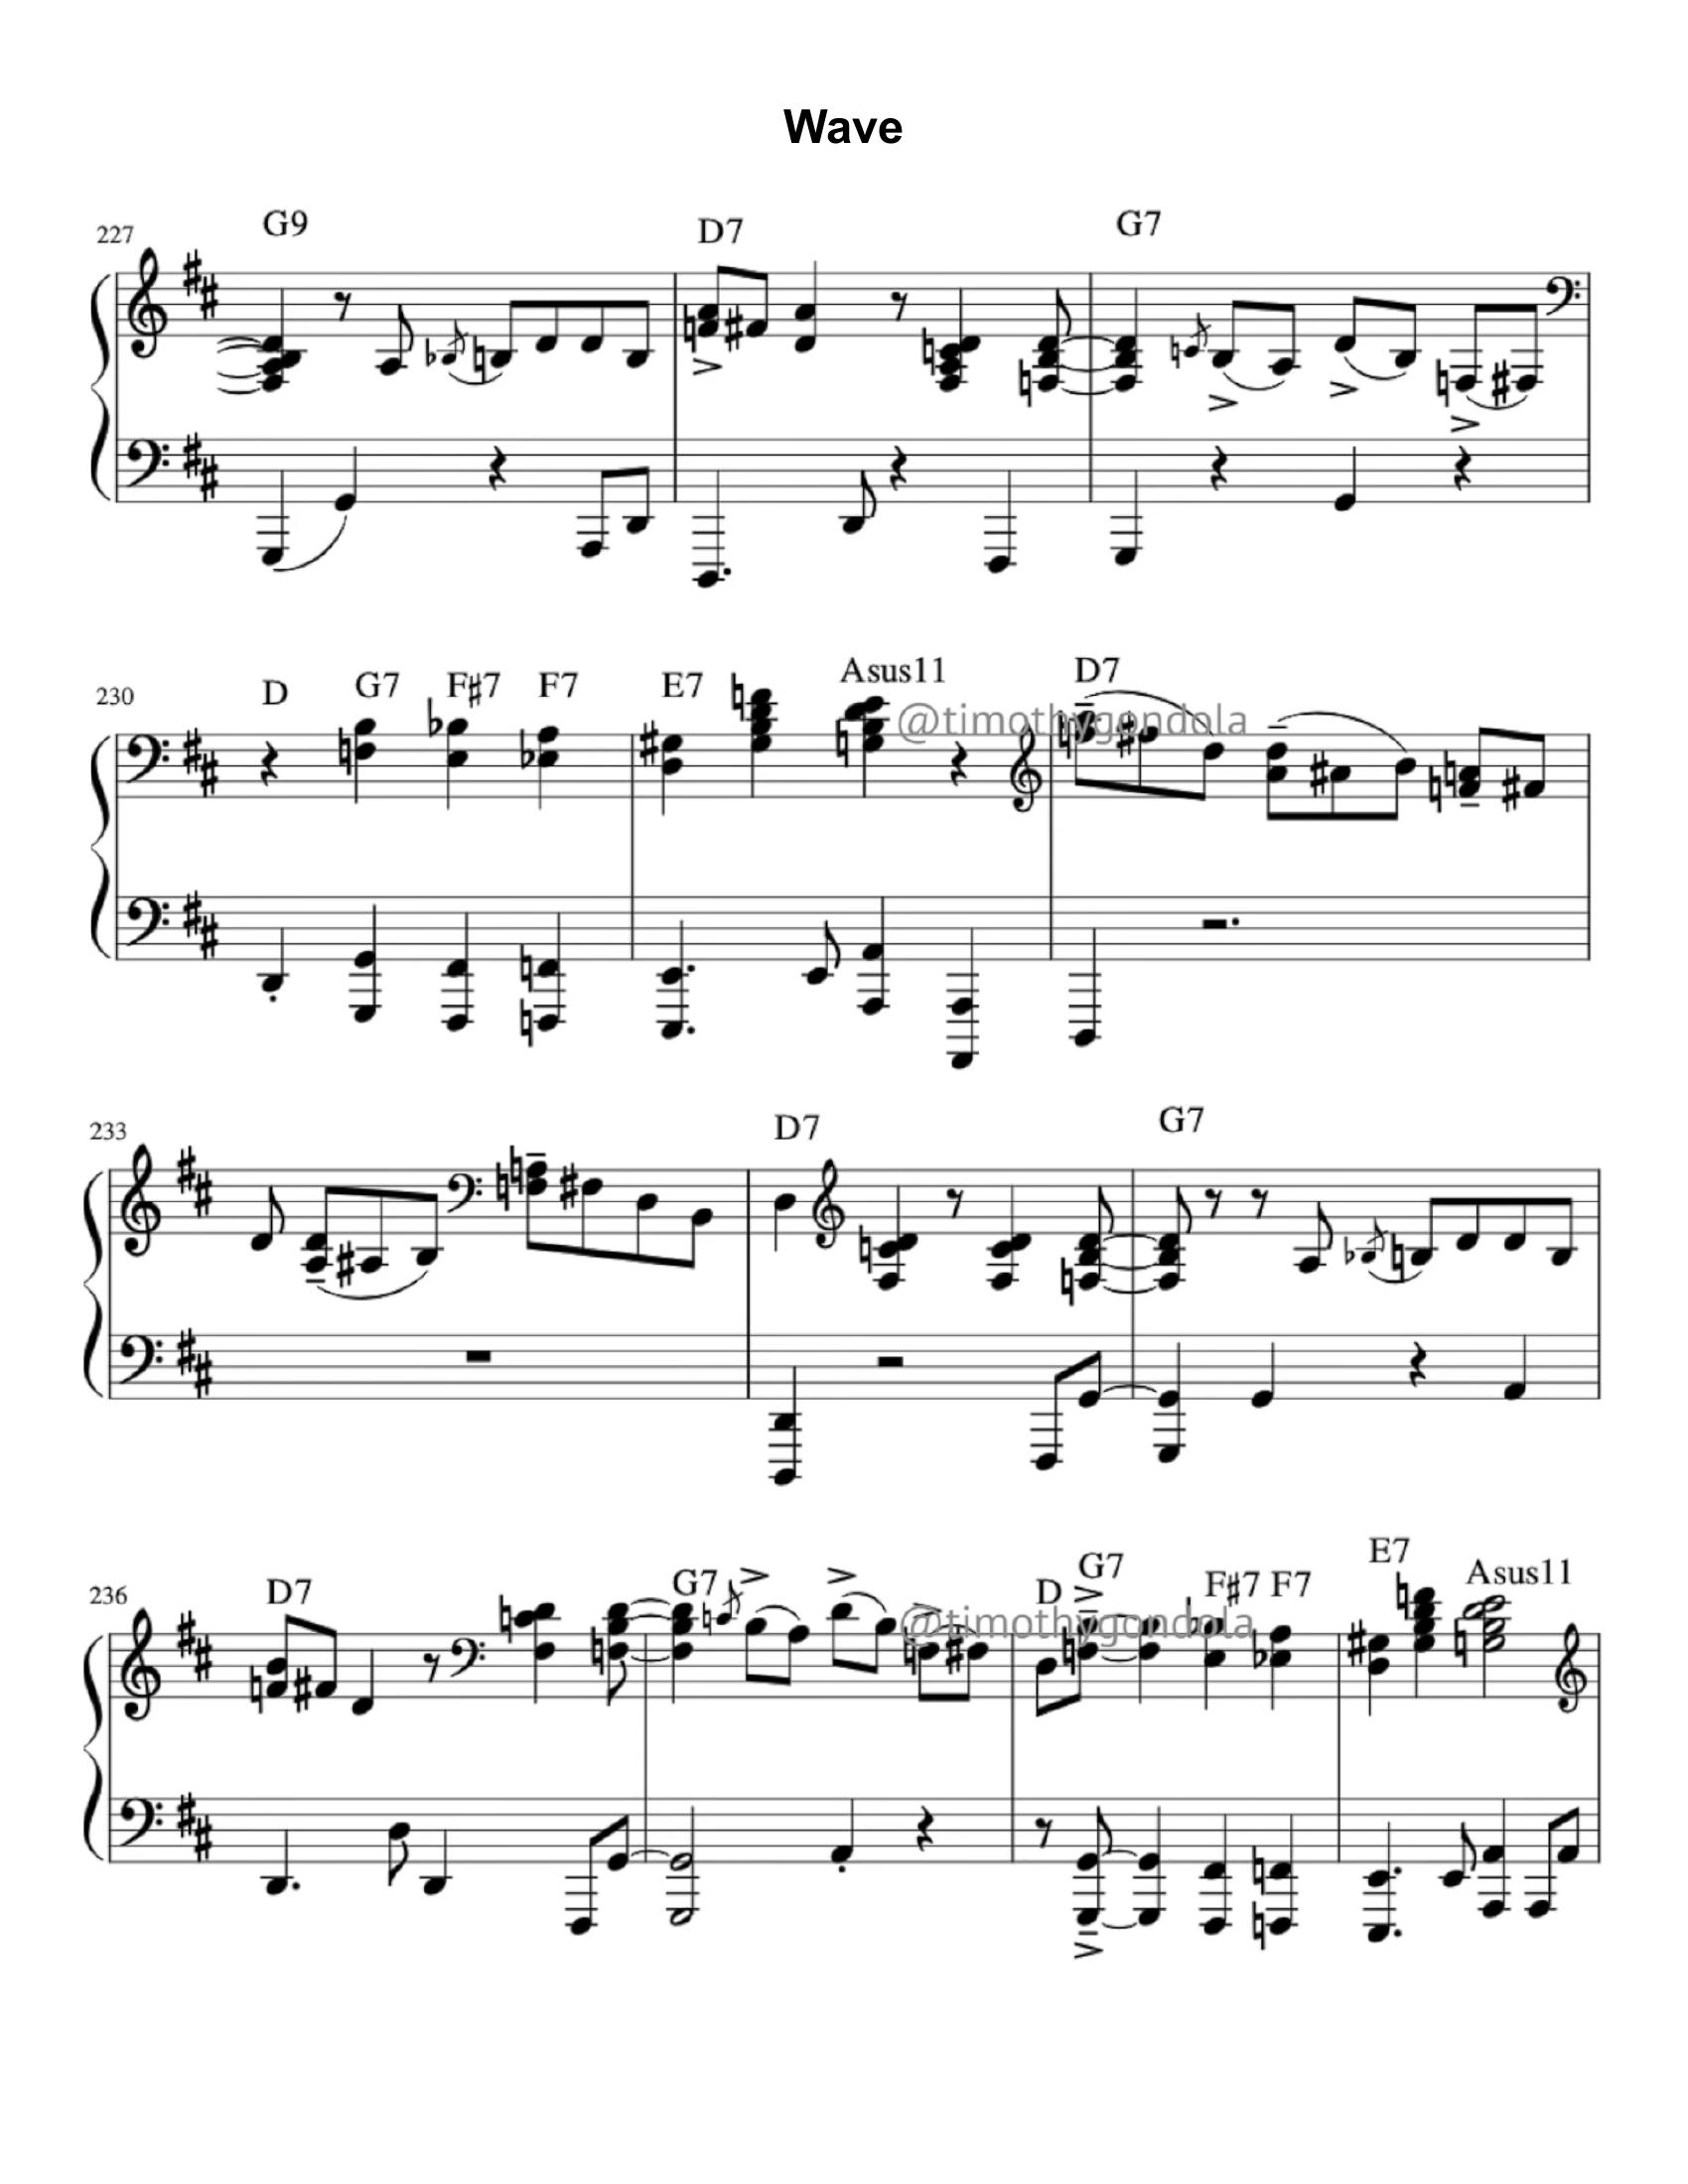 Wave
227 G9 D7 G7
230 D G7 F#7 F7 E7 Asus11 D7
@timothygondola
233 D7 G7
236 D7 G7 D G7 F#7 F7 E7 Asus11
@timothygondola